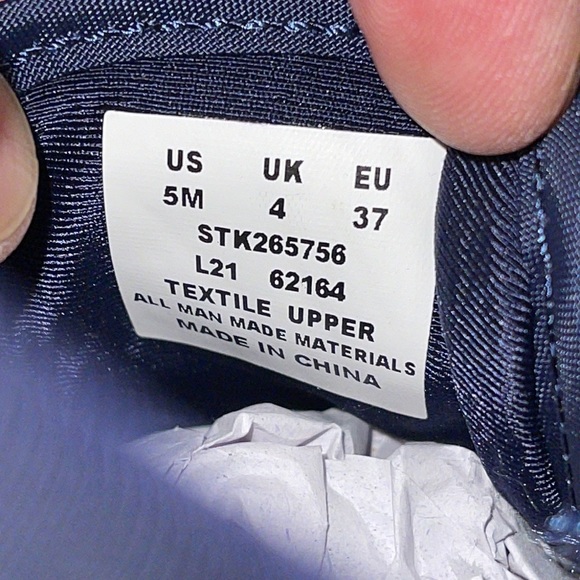 US UK EU
5M 4 37
STK265756
L21 62164
TEXTILE UPPER
ALL MAN MADE MATERIALS
MADE IN CHINA